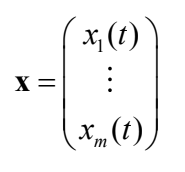 x = ( x₁(t)
⋮
xₘ(t) )